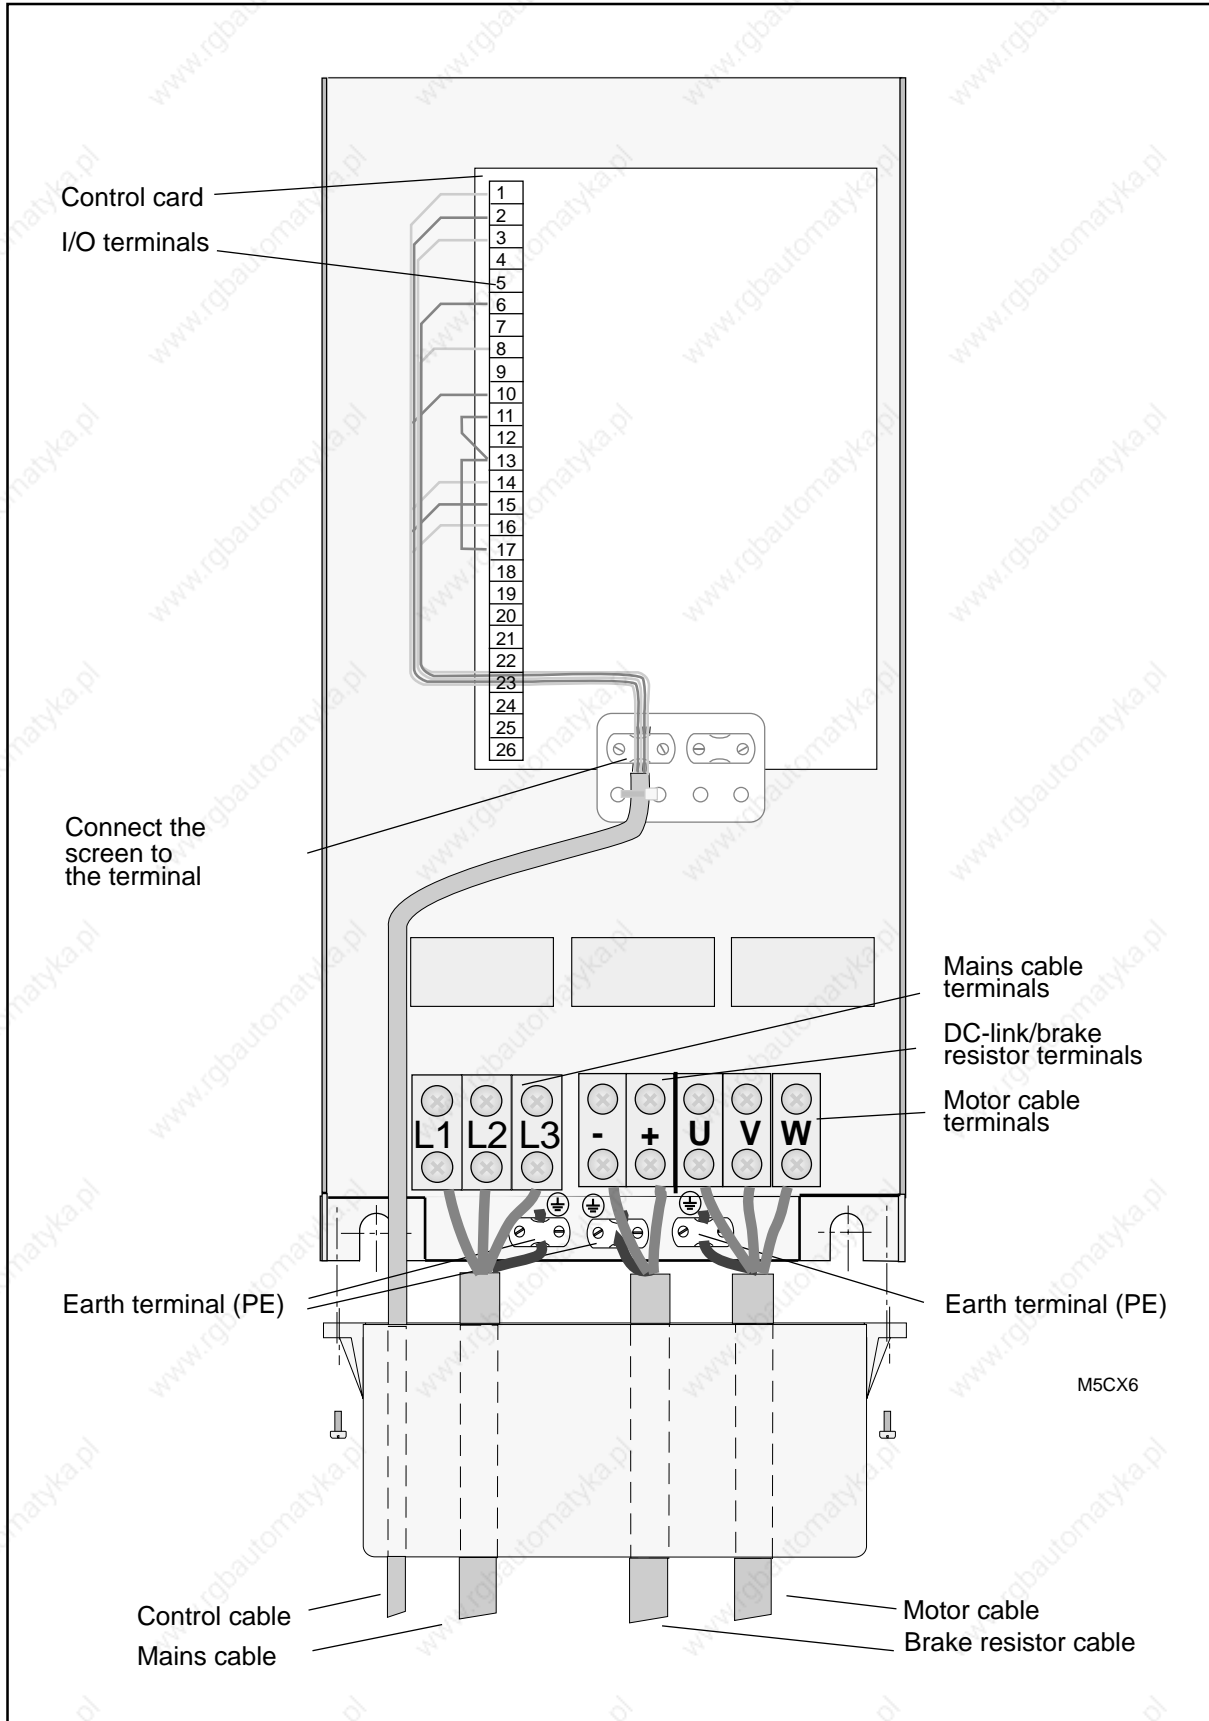 Control card
I/O terminals
1
2
3
4
5
6
7
8
9
10
11
12
13
14
15
16
17
18
19
20
21
22
23
24
25
26
Connect the
screen to
the terminal
Mains cable
terminals
DC-link/brake
resistor terminals
Motor cable
terminals
L1 L2 L3 - + U V W
Earth terminal (PE)
Earth terminal (PE)
M5CX6
Control cable
Mains cable
Motor cable
Brake resistor cable
www.rgbautomatyka.pl